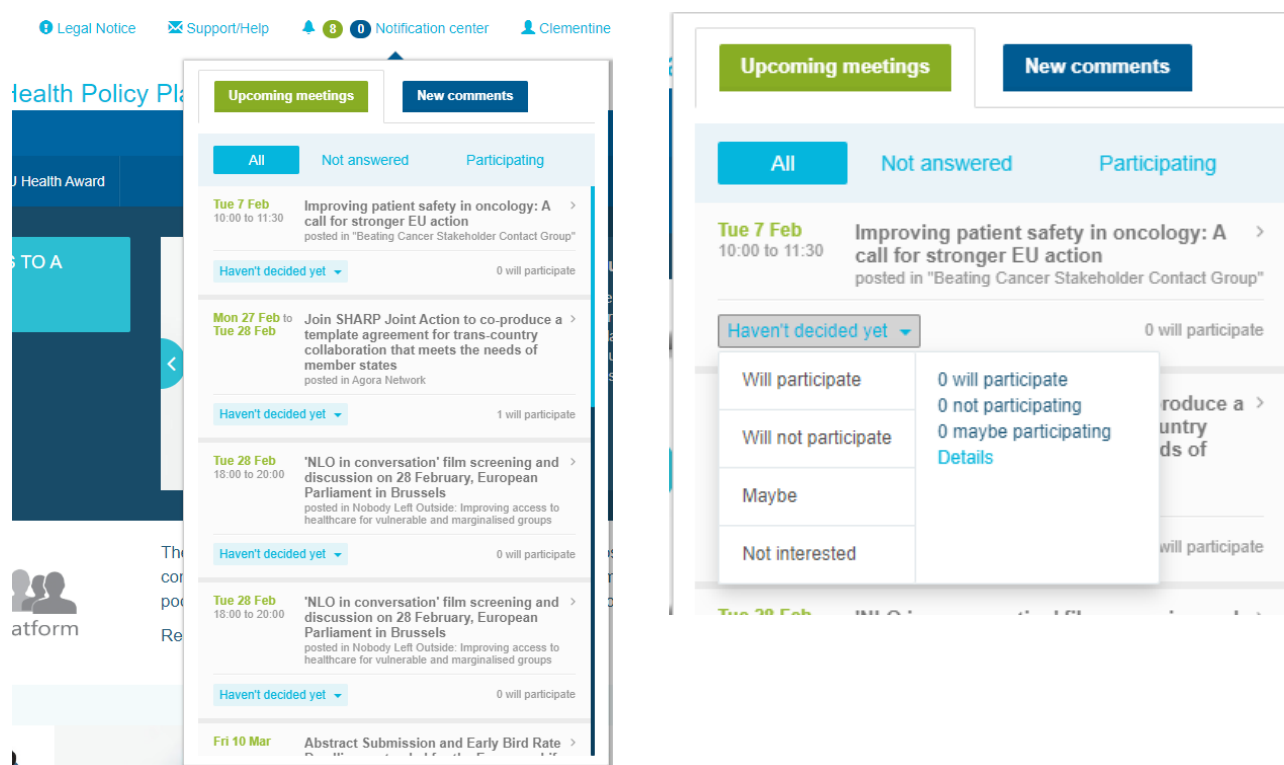 Legal Notice
Support/Help
8
0
Notification center
Clementine
Health Policy
Upcoming meetings
New comments
Health Award
All
Not answered
Participating
TO A
Tue 7 Feb
10:00 to 11:30
Improving patient safety in oncology: A
call for stronger EU action
posted in "Beating Cancer Stakeholder Contact Group"
Haven't decided yet
0 will participate
Mon 27 Feb to
Tue 28 Feb
Join SHARP Joint Action to co-produce a
template agreement for trans-country
collaboration that meets the needs of
member states
posted in Agora Network
Haven't decided yet
1 will participate
Tue 28 Feb
18:00 to 20:00
'NLO in conversation' film screening and
discussion on 28 February, European
Parliament in Brussels
posted in Nobody Left Outside: Improving access to
healthcare for vulnerable and marginalised groups
Haven't decided yet
0 will participate
Tue 28 Feb
18:00 to 20:00
'NLO in conversation' film screening and
discussion on 28 February, European
Parliament in Brussels
posted in Nobody Left Outside: Improving access to
healthcare for vulnerable and marginalised groups
Haven't decided yet
0 will participate
Fri 10 Mar
Abstract Submission and Early Bird Rate
atform
Upcoming meetings
New comments
All
Not answered
Participating
Tue 7 Feb
10:00 to 11:30
Improving patient safety in oncology: A
call for stronger EU action
posted in "Beating Cancer Stakeholder Contact Group"
Haven't decided yet
0 will participate
Will participate
Will not participate
Maybe
Not interested
0 will participate
0 not participating
0 maybe participating
Details
roduce a
untry
ds of
will participate